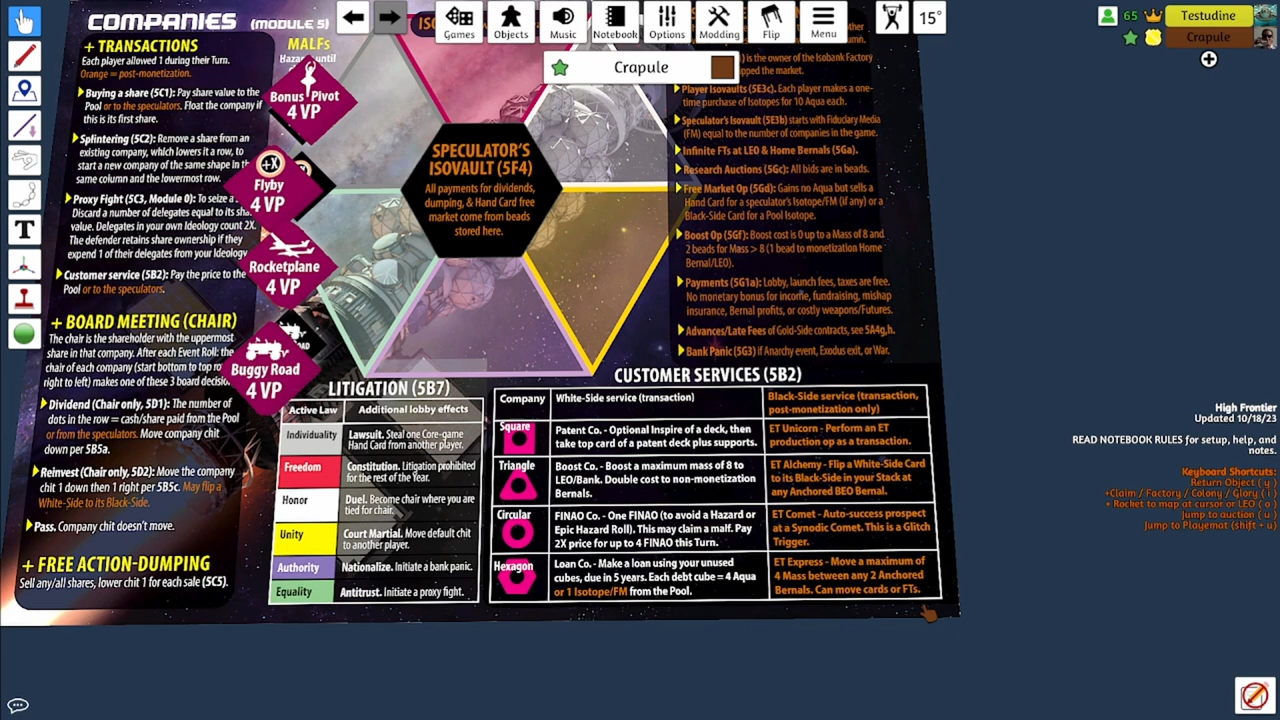 COMPANIES (MODULE 5)
+ TRANSACTIONS
Each player allowed 1 during their Turn.
Orange = post-monetization.
Buying a share (5C1): Pay share value to the
Pool or to the speculators. Float the company if
this is its first share.
Splintering (5C2): Remove a share from an
existing company, which lowers it a row, to
start a new company of the same shape in the
same column and the lowermost row.
Proxy Fight (5C3, Module 0): To seize a
Discard a number of delegates equal to its share
value. Delegates in your own Ideology count 2X.
The defender retains share ownership if they
expend 1 of their delegates from your Ideology
Customer service (5B2): Pay the price to the
Pool or to the speculators.
+ BOARD MEETING (CHAIR)
The chair is the shareholder with the uppermost
share in that company. After each Event Roll: the
chair of each company (start bottom to top row
right to left) makes one of these 3 board decisions
Dividend (Chair only, 5D1): The number of
dots in the row = cash/share paid from the Pool
or from the speculators. Move company chit
down per 5B5a.
Reinvest (Chair only, 5D2): Move the company
chit 1 down then 1 right per 5B5c. May flip a
White-Side to its Black-Side.
Pass. Company chit doesn't move.
+ FREE ACTION-DUMPING
Sell any/all shares, lower chit 1 for each sale (5C5).
MALFs
Bonus Pivot
4 VP
+X
Flyby
4 VP
Rocketplane
4 VP
Buggy Road
4 VP
SPECULATOR'S
ISOVAULT (5F4)
All payments for dividends,
dumping, & Hand Card free
market come from beads
stored here.
Games
Objects
Music
Notebook
Options
Modding
Flip
Menu
15°
Crapule
) is the owner of the Isobank Factory
pped the market.
Player Isovaults (5E3c). Each player makes a one-
time purchase of Isotopes for 10 Aqua each.
Speculator's Isovault (5E3b) starts with Fiduciary Media
(FM) equal to the number of companies in the game.
Infinite FTs at LEO & Home Bernals (5Ga).
Research Auctions (5Gc): All bids are in beads.
Free Market Op (5Gd): Gains no Aqua but sells a
Hand Card for a speculator's Isotope/FM (if any) or a
Black-Side Card for a Pool Isotope.
Boost Op (5Gf): Boost cost is 0 up to a Mass of 8 and
2 beads for Mass > 8 (1 bead to monetization Home
Bernal/LEO).
Payments (5G1a): Lobby, launch fees, taxes are free.
No monetary bonus for income, fundraising, mishap
insurance, Bernal profits, or costly weapons/Futures.
Advances/Late Fees of Gold-Side contracts, see 5A4g,h.
Bank Panic (5G3) if Anarchy event, Exodus exit, or War.
LITIGATION (5B7)
Active Law Additional lobby effects
Individuality Lawsuit. Steal one Core-game
Hand Card from another player.
Freedom Constitution. Litigation prohibited
for the rest of the Year.
Honor Duel. Become chair where you are
tied for chair.
Unity Court Martial. Move default chit
to another player.
Authority Nationalize. Initiate a bank panic.
Equality Antitrust. Initiate a proxy fight.
CUSTOMER SERVICES (5B2)
Company White-Side service (transaction) Black-Side service (transaction,
post-monetization only)
Square Patent Co. - Optional Inspire of a deck, then
take top card of a patent deck plus supports.
ET Unicorn - Perform an ET
production op as a transaction.
Triangle Boost Co. - Boost a maximum mass of 8 to
LEO/Bank. Double cost to non-monetization
Bernals.
ET Alchemy - Flip a White-Side Card
to its Black-Side in your Stack at
any Anchored BEO Bernal.
Circular FINAO Co. - One FINAO (to avoid a Hazard or
Epic Hazard Roll). This may claim a malf. Pay
2X price for up to 4 FINAO this Turn.
ET Comet - Auto-success prospect
at a Synodic Comet. This is a Glitch
Trigger.
Hexagon Loan Co. - Make a loan using your unused
cubes, due in 5 years. Each debt cube = 4 Aqua
or 1 Isotope/FM from the Pool.
ET Express - Move a maximum of
4 Mass between any 2 Anchored
Bernals. Can move cards or FTs.
65
Testudine
Crapule
High Frontier
Updated 10/18/23
READ NOTEBOOK RULES for setup, help, and
notes.
Keyboard Shortcuts:
Return Object ( y )
+Claim / Factory / Colony / Glory ( i )
+ Rocket to map at cursor or LEO ( o )
Jump to auction ( u )
Jump to Playemat (shift + u)